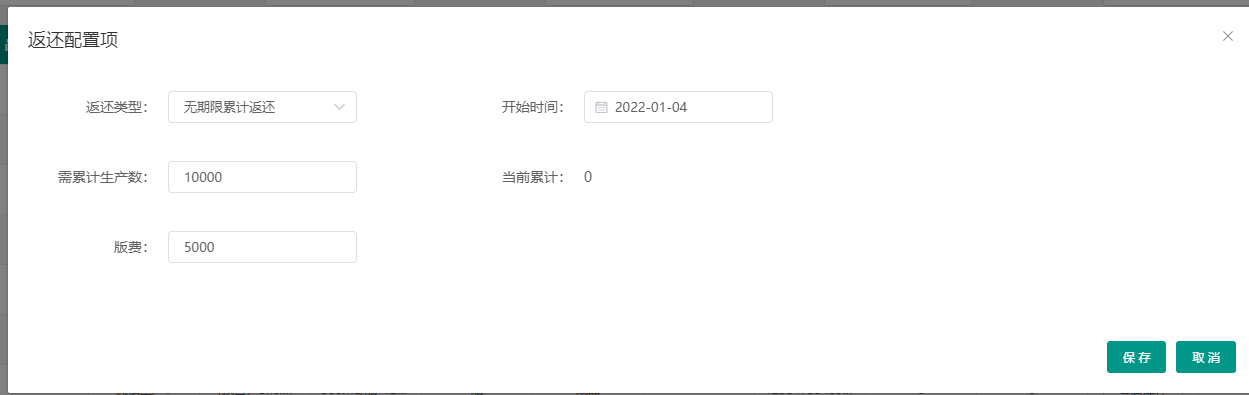 返还配置项
返还类型： 无期限累计返还 开始时间： 2022-01-04
需累计生产数： 10000 当前累计： 0
版费： 5000
保存 取消